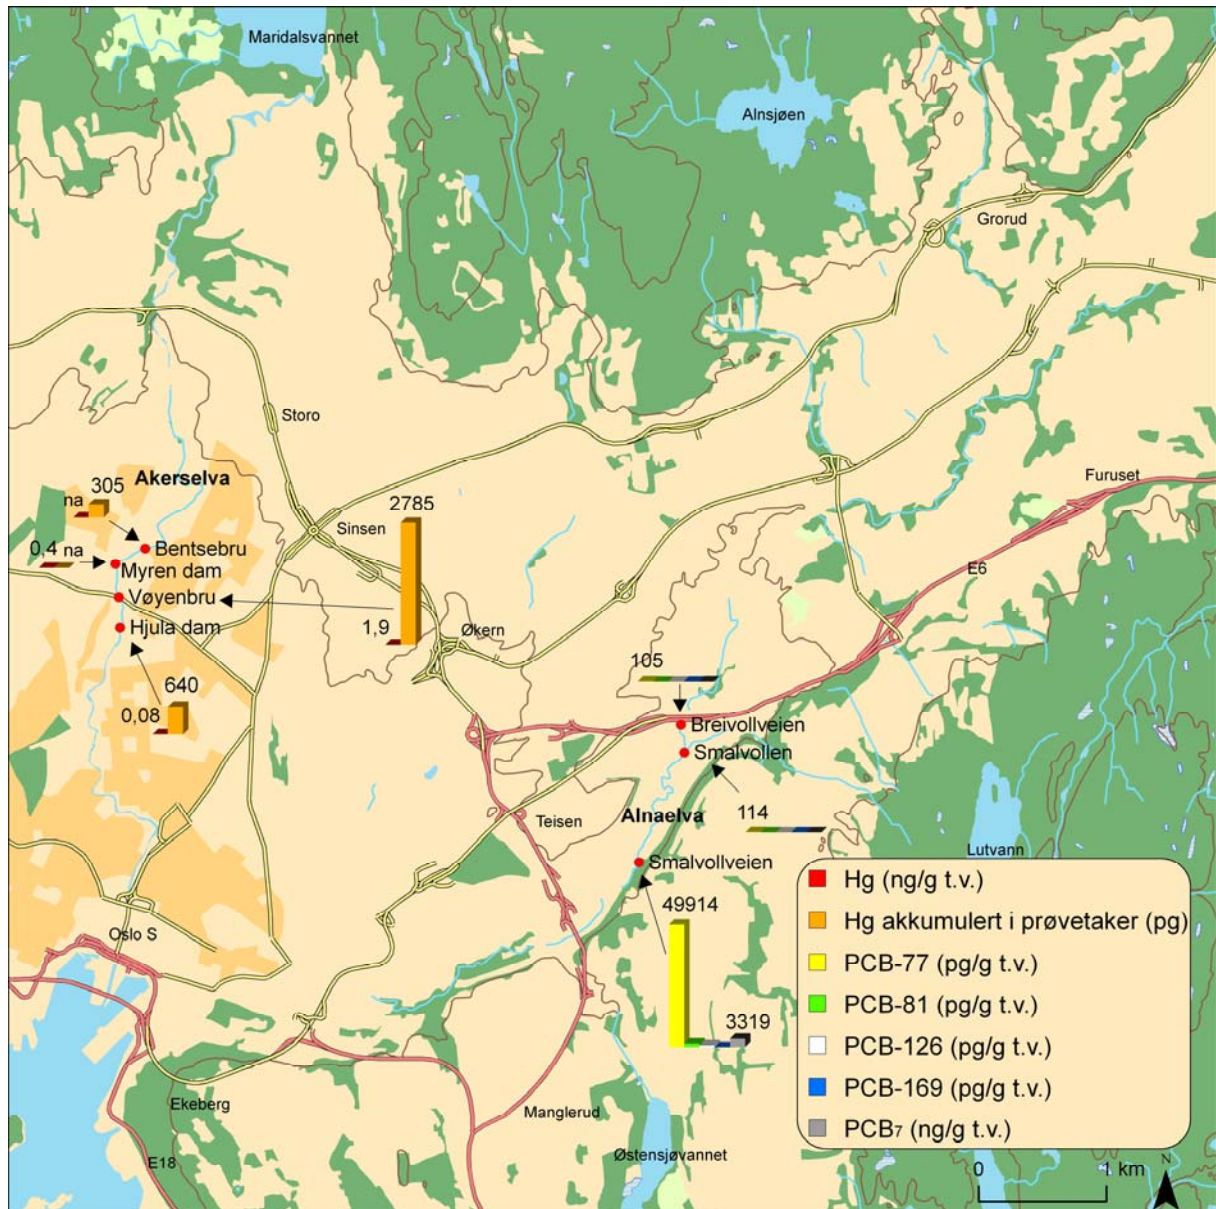 Maridalsvannet
Alnsjøen
Grorud
Storo
Akerselva
Furuset
na 305
2785
Sinsen
Bentsebru
0,4 na
Myren dam
E6
Vøyenbru
Hjula dam
1,9
Økern
105
640
0,08
Breivollveien
Smalvollen
114
Teisen
Alnaelva
Lutvann
Smalvollveien
49914
Oslo S
3319
Ekeberg
Manglerud
E18
Østensjøvannet
Hg (ng/g t.v.)
Hg akkumulert i prøvetaker (pg)
PCB-77 (pg/g t.v.)
PCB-81 (pg/g t.v.)
PCB-126 (pg/g t.v.)
PCB-169 (pg/g t.v.)
PCB₇ (ng/g t.v.)
0 1 km
N